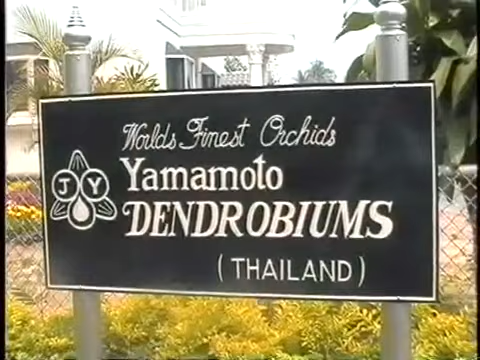 Worlds Finest Orchids
JY
Yamamoto
DENDROBIUMS
(THAILAND)